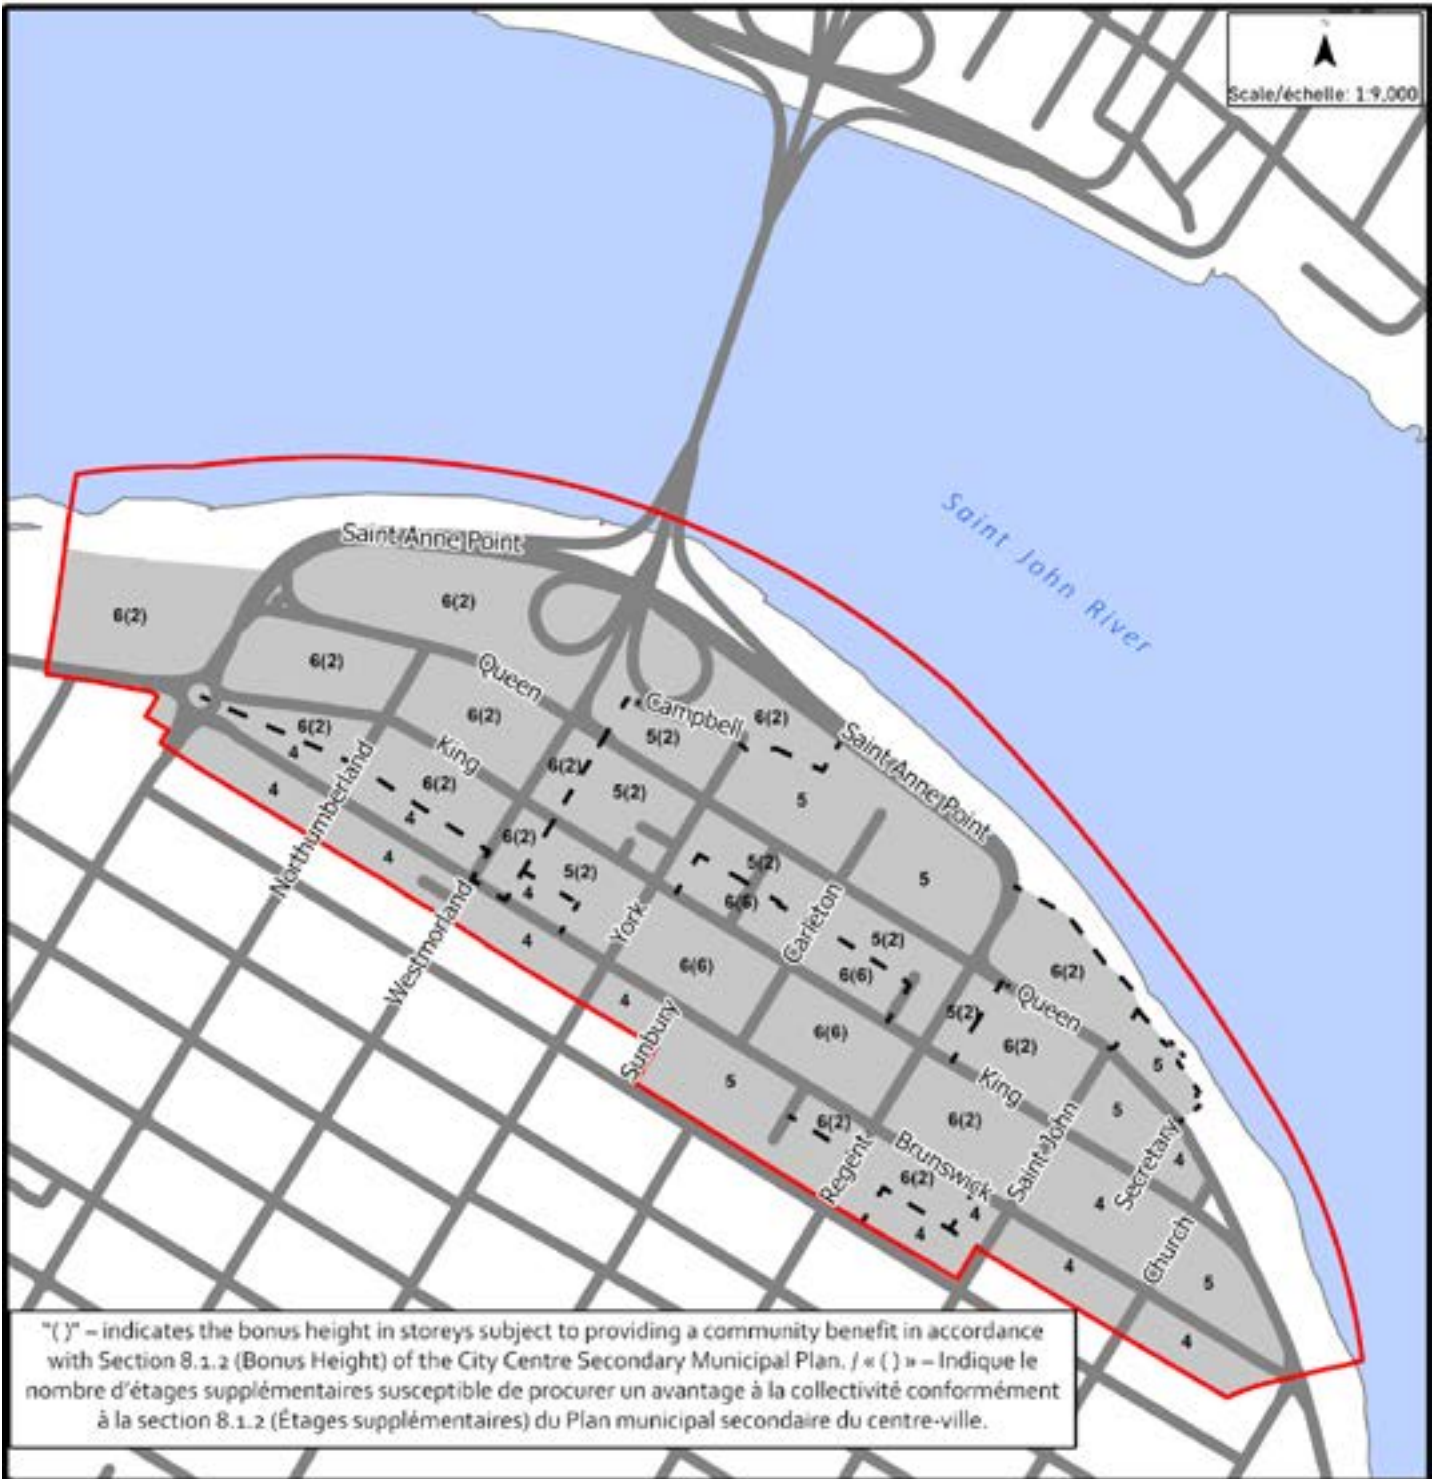 Scale/échelle: 1:9,000
Saint John River
Saint Anne Point
6(2)
6(2)
6(2)
Queen
Campbell
6(2)
6(2)
5(2)
Saint Anne Point
6(2)
4
King
6(2)
6(2)
5(2)
5
4
4
Northumberland
6(2)
5(2)
5(2)
4
4
6(6)
Carleton
5
Westmorland
York
4
5(2)
6(6)
6(6)
6(2)
4
Sunbury
5(2)
Queen
6(6)
6(2)
5
King
5
5
6(2)
6(2)
Saint John
Secretary
4
Regent
Brunswick
6(2)
4
4
4
Church
4
5
4
"( )" – indicates the bonus height in storeys subject to providing a community benefit in accordance
with Section 8.1.2 (Bonus Height) of the City Centre Secondary Municipal Plan. / « ( ) » – Indique le
nombre d'étages supplémentaires susceptible de procurer un avantage à la collectivité conformément
à la section 8.1.2 (Étages supplémentaires) du Plan municipal secondaire du centre-ville.